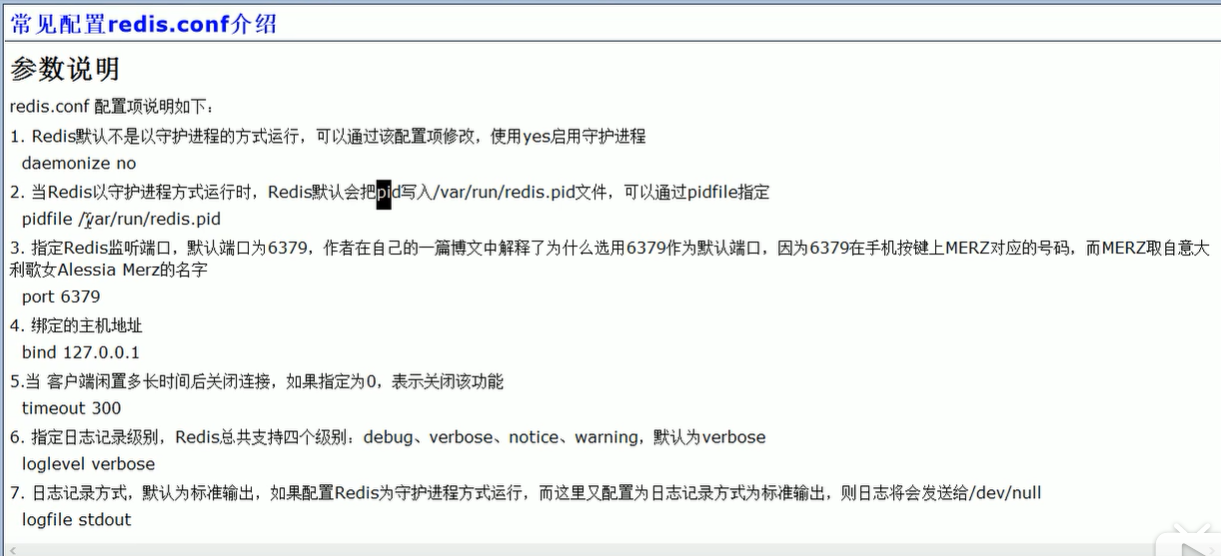 常见配置redis.conf介绍
参数说明
redis.conf 配置项说明如下：
1. Redis默认不是以守护进程的方式运行，可以通过该配置项修改，使用yes启用守护进程
daemonize no
2. 当Redis以守护进程方式运行时，Redis默认会把pid写入/var/run/redis.pid文件，可以通过pidfile指定
pidfile /var/run/redis.pid
3. 指定Redis监听端口，默认端口为6379，作者在自己的一篇博文中解释了为什么选用6379作为默认端口，因为6379在手机按键上MERZ对应的号码，而MERZ取自意大
利歌女Alessia Merz的名字
port 6379
4. 绑定的主机地址
bind 127.0.0.1
5.当 客户端闲置多长时间后关闭连接，如果指定为0，表示关闭该功能
timeout 300
6. 指定日志记录级别，Redis总共支持四个级别：debug、verbose、notice、warning，默认为verbose
loglevel verbose
7. 日志记录方式，默认为标准输出，如果配置Redis为守护进程方式运行，而这里又配置为日志记录方式为标准输出，则日志将会发送给/dev/null
logfile stdout